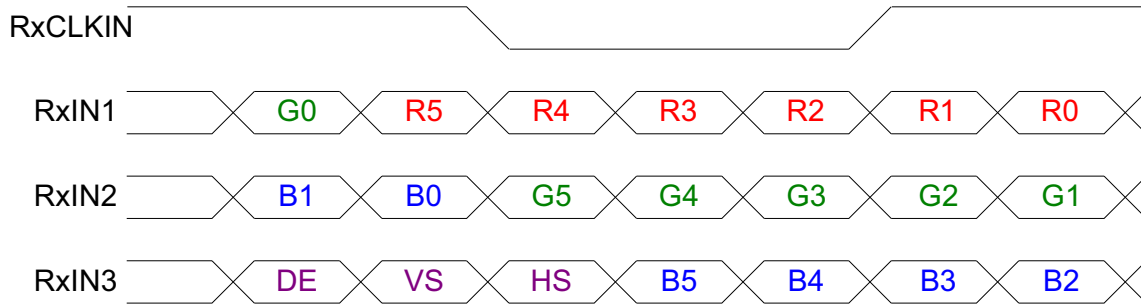 RxCLKIN
RxIN1 G0 R5 R4 R3 R2 R1 R0
RxIN2 B1 B0 G5 G4 G3 G2 G1
RxIN3 DE VS HS B5 B4 B3 B2